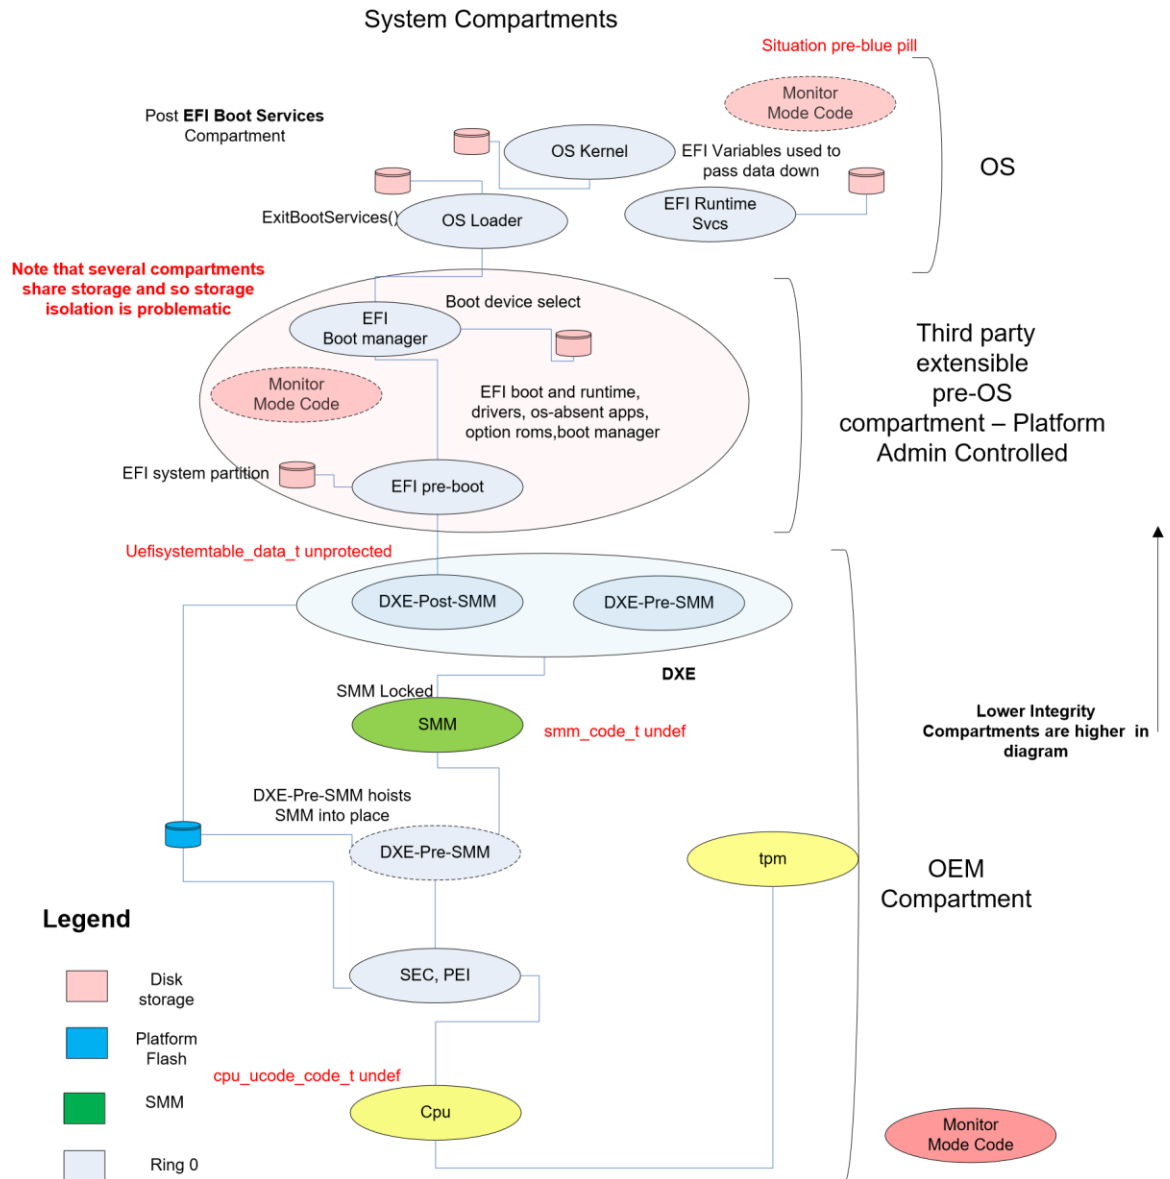 System Compartments
Situation pre-blue pill
Monitor
Mode Code
Post EFI Boot Services
Compartment
OS Kernel
EFI Variables used to
pass data down
OS
EFI Runtime
Svcs
ExitBootServices()
OS Loader
Note that several compartments
share storage and so storage
isolation is problematic
Boot device select
EFI
Boot manager
Third party
extensible
pre-OS
compartment – Platform
Admin Controlled
Monitor
Mode Code
EFI boot and runtime,
drivers, os-absent apps,
option roms,boot manager
EFI system partition
EFI pre-boot
Uefisystemtable_data_t unprotected
DXE-Post-SMM
DXE-Pre-SMM
DXE
SMM Locked
SMM
smm_code_t undef
Lower Integrity
Compartments are higher in
diagram
DXE-Pre-SMM hoists
SMM into place
DXE-Pre-SMM
tpm
OEM
Compartment
Legend
SEC, PEI
Disk
storage
Platform
Flash
cpu_ucode_code_t undef
Cpu
SMM
Monitor
Mode Code
Ring 0